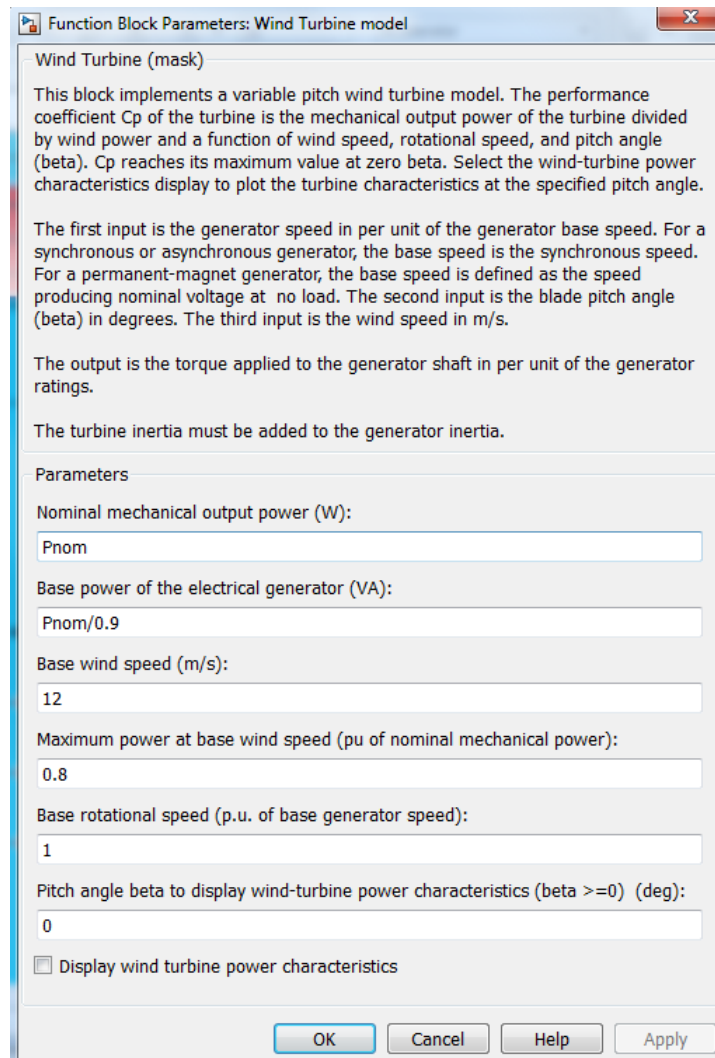 Function Block Parameters: Wind Turbine model
Wind Turbine (mask)
This block implements a variable pitch wind turbine model. The performance
coefficient Cp of the turbine is the mechanical output power of the turbine divided
by wind power and a function of wind speed, rotational speed, and pitch angle
(beta). Cp reaches its maximum value at zero beta. Select the wind-turbine power
characteristics display to plot the turbine characteristics at the specified pitch angle.
The first input is the generator speed in per unit of the generator base speed. For a
synchronous or asynchronous generator, the base speed is the synchronous speed.
For a permanent-magnet generator, the base speed is defined as the speed
producing nominal voltage at  no load. The second input is the blade pitch angle
(beta) in degrees. The third input is the wind speed in m/s.
The output is the torque applied to the generator shaft in per unit of the generator
ratings.
The turbine inertia must be added to the generator inertia.
Parameters
Nominal mechanical output power (W):
Pnom
Base power of the electrical generator (VA):
Pnom/0.9
Base wind speed (m/s):
12
Maximum power at base wind speed (pu of nominal mechanical power):
0.8
Base rotational speed (p.u. of base generator speed):
1
Pitch angle beta to display wind-turbine power characteristics (beta >=0)  (deg):
0
Display wind turbine power characteristics
OK Cancel Help Apply